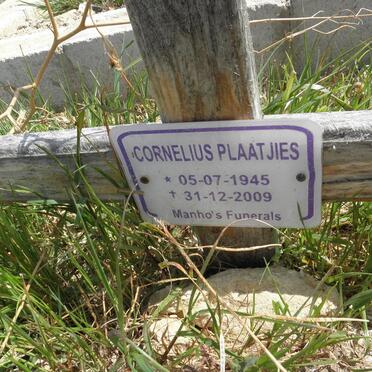 CORNELIUS PLAATJIES
* 05-07-1945
† 31-12-2009
Manho's Funerals